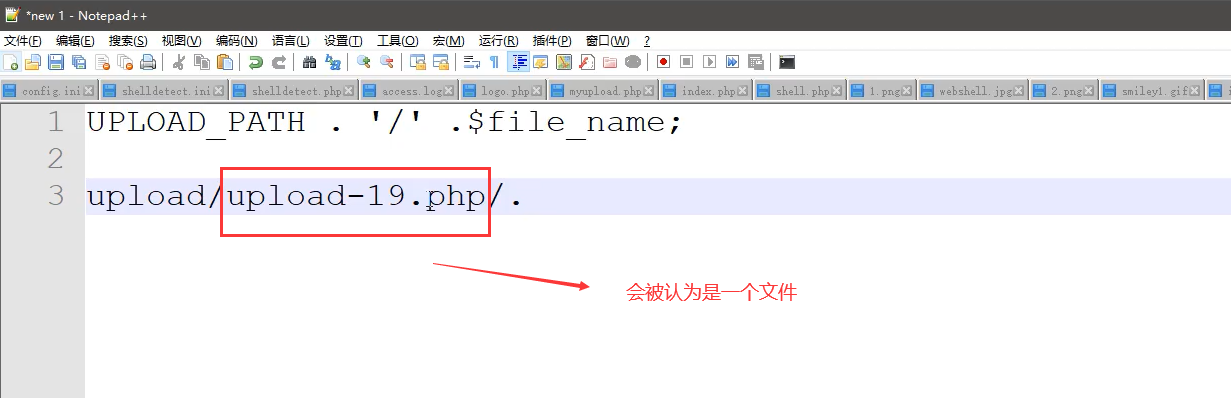 *new 1 - Notepad++
文件(F) 编辑(E) 搜索(S) 视图(V) 编码(N) 语言(L) 设置(T) 工具(O) 宏(M) 运行(R) 插件(P) 窗口(W) ?
config.ini shelldetect.ini shelldetect.php access.log logo.php myupload.php index.php shell.php 1.png webshell.jpg 2.png smiley1.gif
1 UPLOAD_PATH . '/' .$file_name;
2
3 upload/upload-19.php/.
会被认为是一个文件